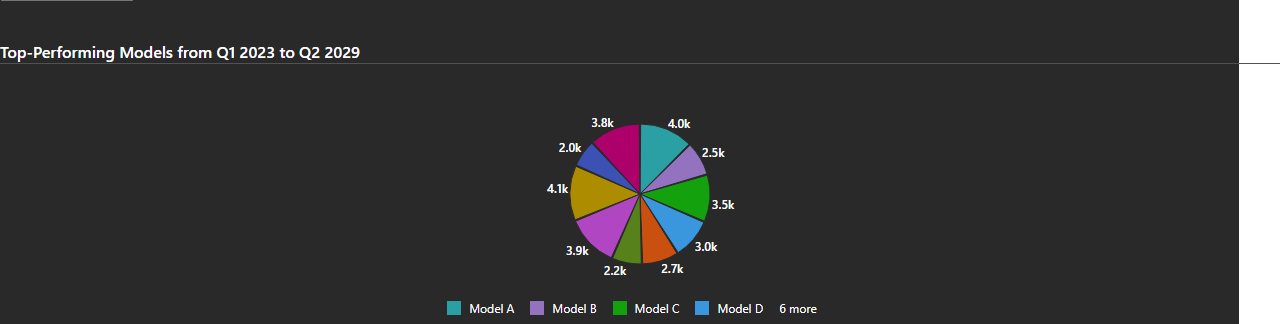 Top-Performing Models from Q1 2023 to Q2 2029
3.8k
4.0k
2.0k
2.5k
4.1k
3.5k
3.9k
3.0k
2.2k
2.7k
Model A Model B Model C Model D 6 more